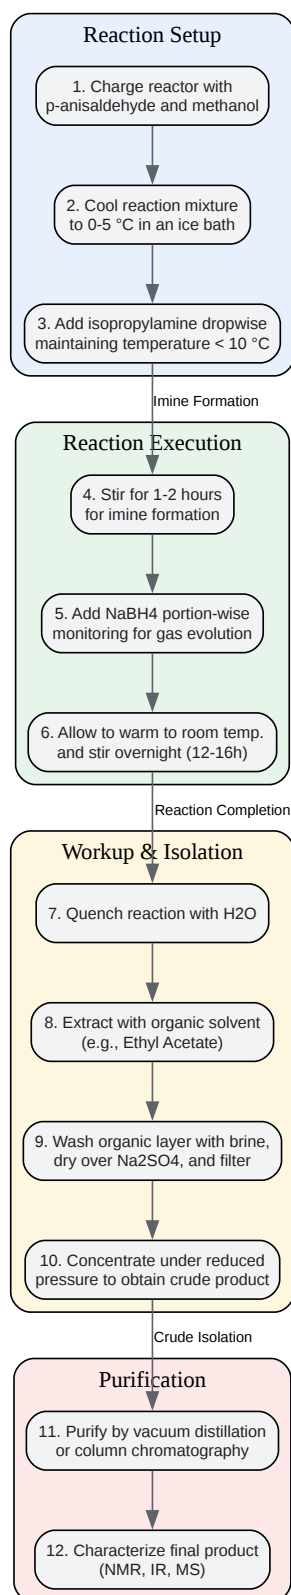 Reaction Setup
1. Charge reactor with
p-anisaldehyde and methanol
2. Cool reaction mixture
to 0-5 °C in an ice bath
3. Add isopropylamine dropwise
maintaining temperature < 10 °C
Imine Formation
Reaction Execution
4. Stir for 1-2 hours
for imine formation
5. Add NaBH4 portion-wise
monitoring for gas evolution
6. Allow to warm to room temp.
and stir overnight (12-16h)
Reaction Completion
Workup & Isolation
7. Quench reaction with H2O
8. Extract with organic solvent
(e.g., Ethyl Acetate)
9. Wash organic layer with brine,
dry over Na2SO4, and filter
10. Concentrate under reduced
pressure to obtain crude product
Crude Isolation
Purification
11. Purify by vacuum distillation
or column chromatography
12. Characterize final product
(NMR, IR, MS)